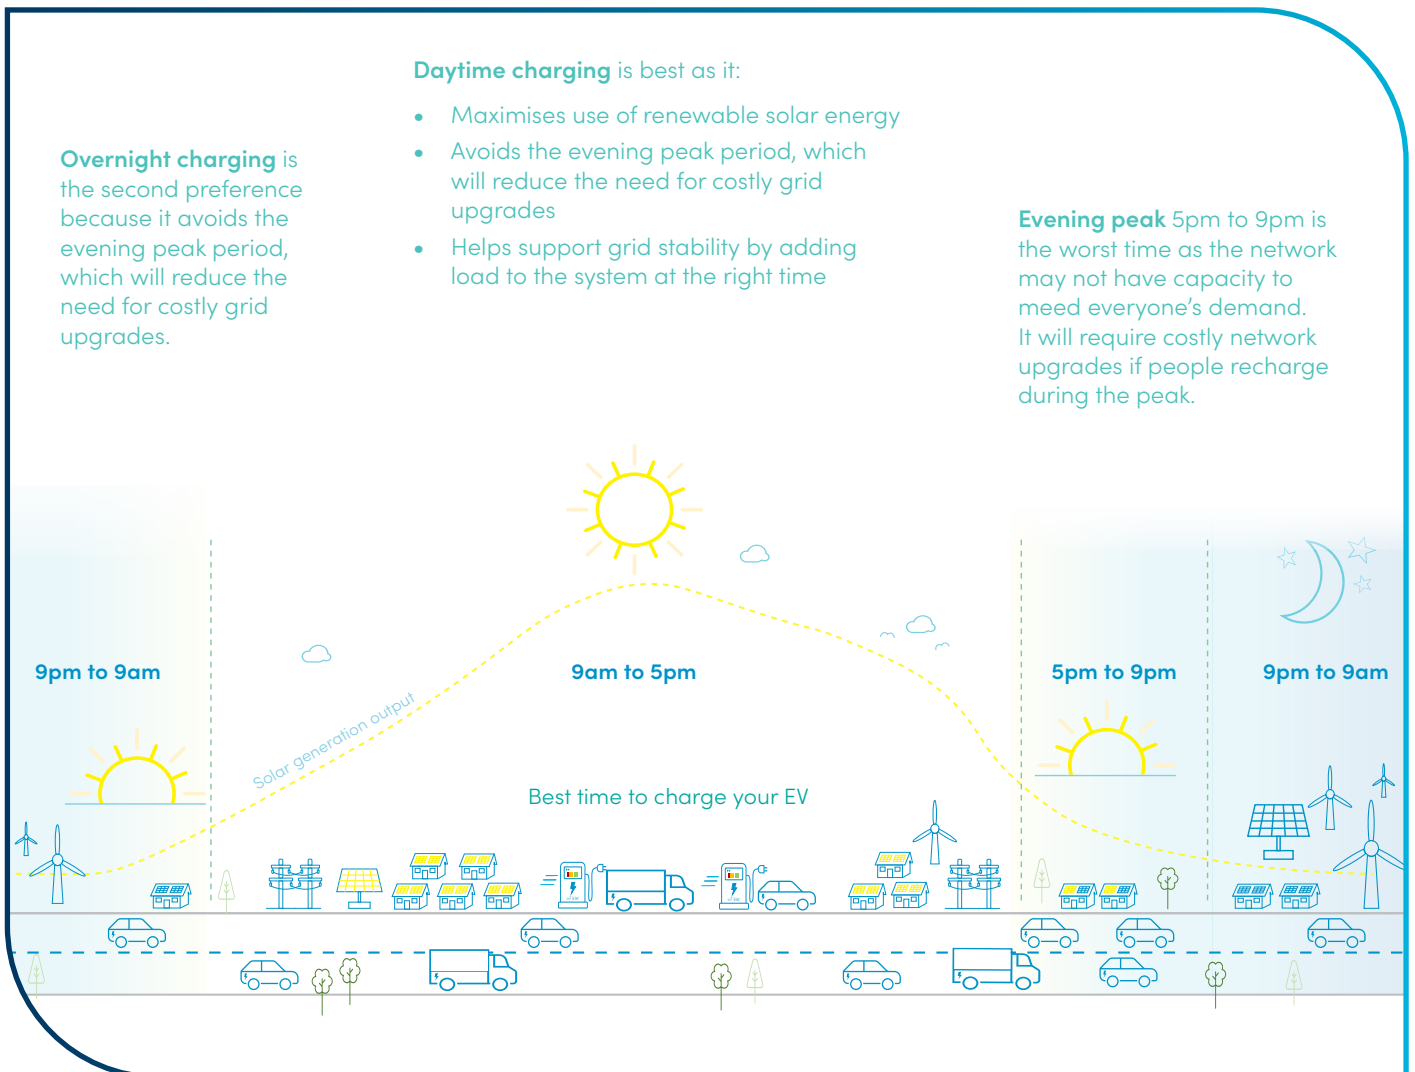 Daytime charging is best as it:
• Maximises use of renewable solar energy
• Avoids the evening peak period, which
will reduce the need for costly grid
upgrades
• Helps support grid stability by adding
load to the system at the right time
Overnight charging is
the second preference
because it avoids the
evening peak period,
which will reduce the
need for costly grid
upgrades.
Evening peak 5pm to 9pm is
the worst time as the network
may not have capacity to
meed everyone's demand.
It will require costly network
upgrades if people recharge
during the peak.
9pm to 9am
9am to 5pm
5pm to 9pm
9pm to 9am
Solar generation output
Best time to charge your EV